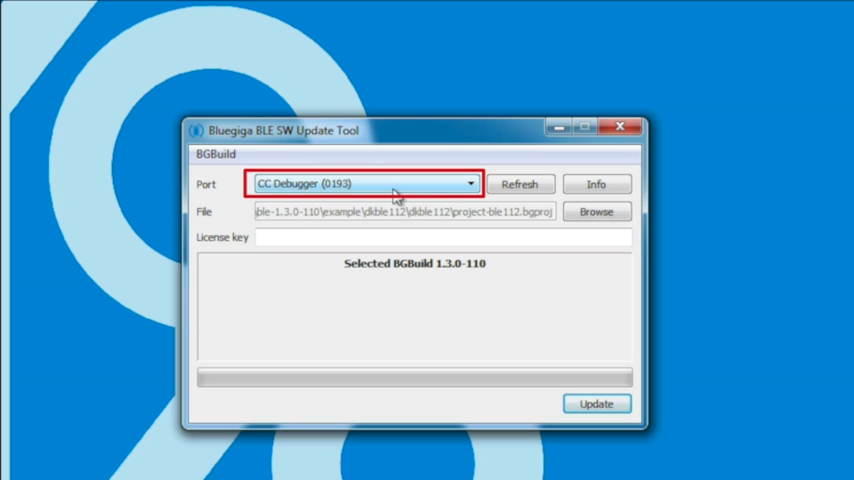 Bluegiga BLE SW Update Tool
BGBuild
Port CC Debugger (0193) Refresh Info
File \ble-1.3.0-110\example\dkble112\dkble112\project-ble112.bgproj Browse
License key
Selected BGBuild 1.3.0-110
Update